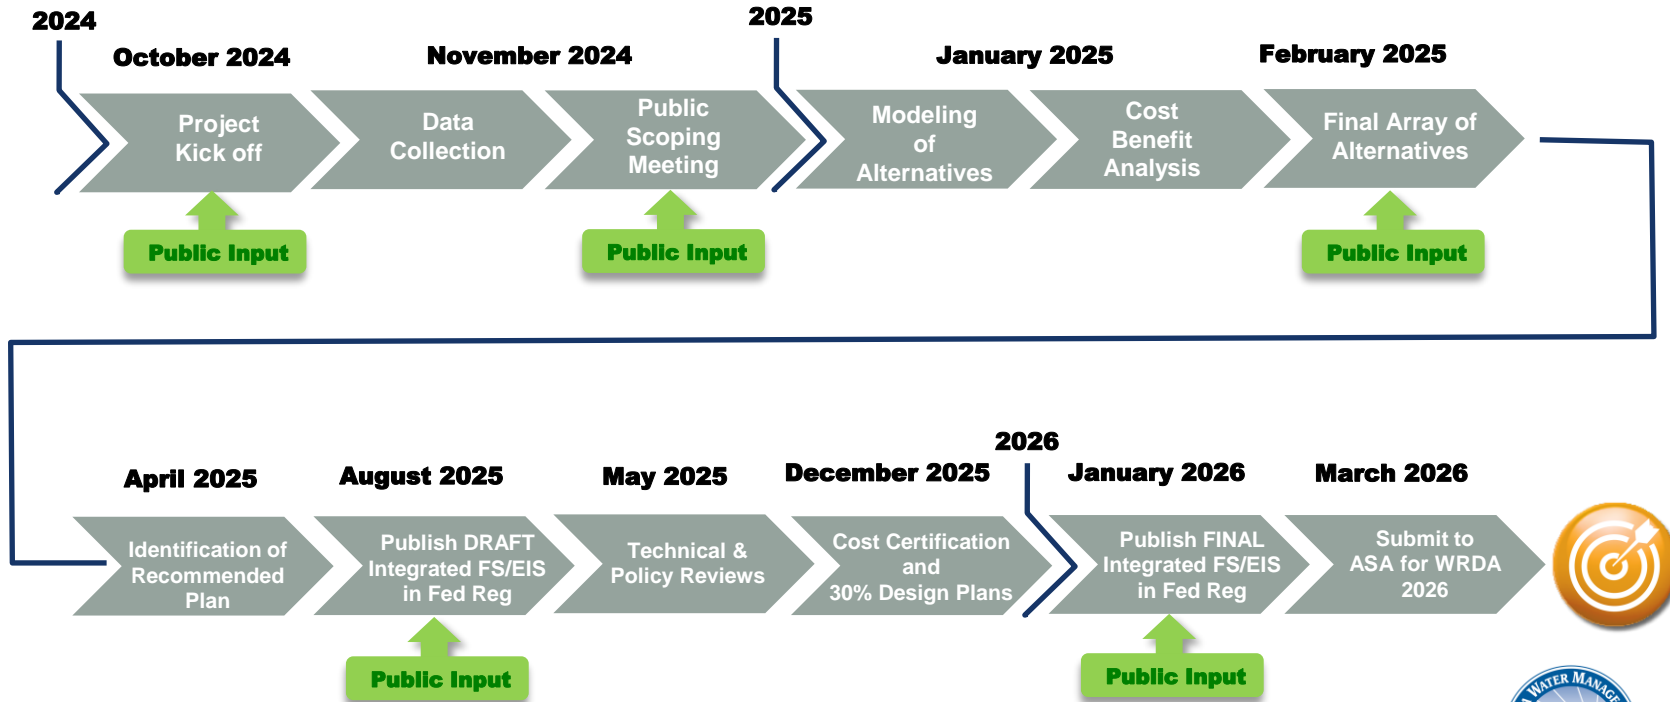 2024
2025
October 2024
November 2024
January 2025
February 2025
Project
Kick off
Data
Collection
Public
Scoping
Meeting
Modeling
of
Alternatives
Cost
Benefit
Analysis
Final Array of
Alternatives
Public Input
Public Input
Public Input
2026
April 2025
August 2025
May 2025
December 2025
January 2026
March 2026
Identification of
Recommended
Plan
Publish DRAFT
Integrated FS/EIS
in Fed Reg
Technical &
Policy Reviews
Cost Certification
and
30% Design Plans
Publish FINAL
Integrated FS/EIS
in Fed Reg
Submit to
ASA for WRDA
2026
Public Input
Public Input
WATER